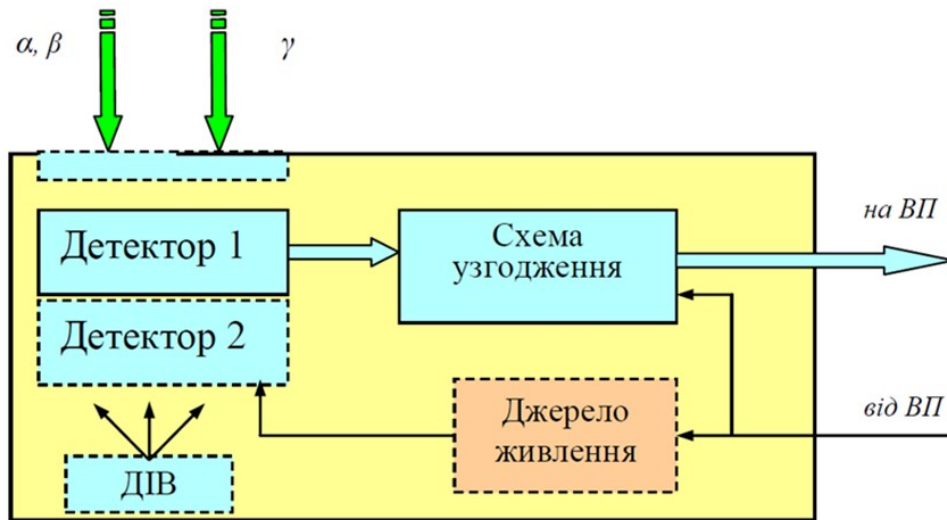 α, β
γ
Детектор 1
Схема
узгодження
на ВП
Детектор 2
Джерело
живлення
від ВП
ДІВ